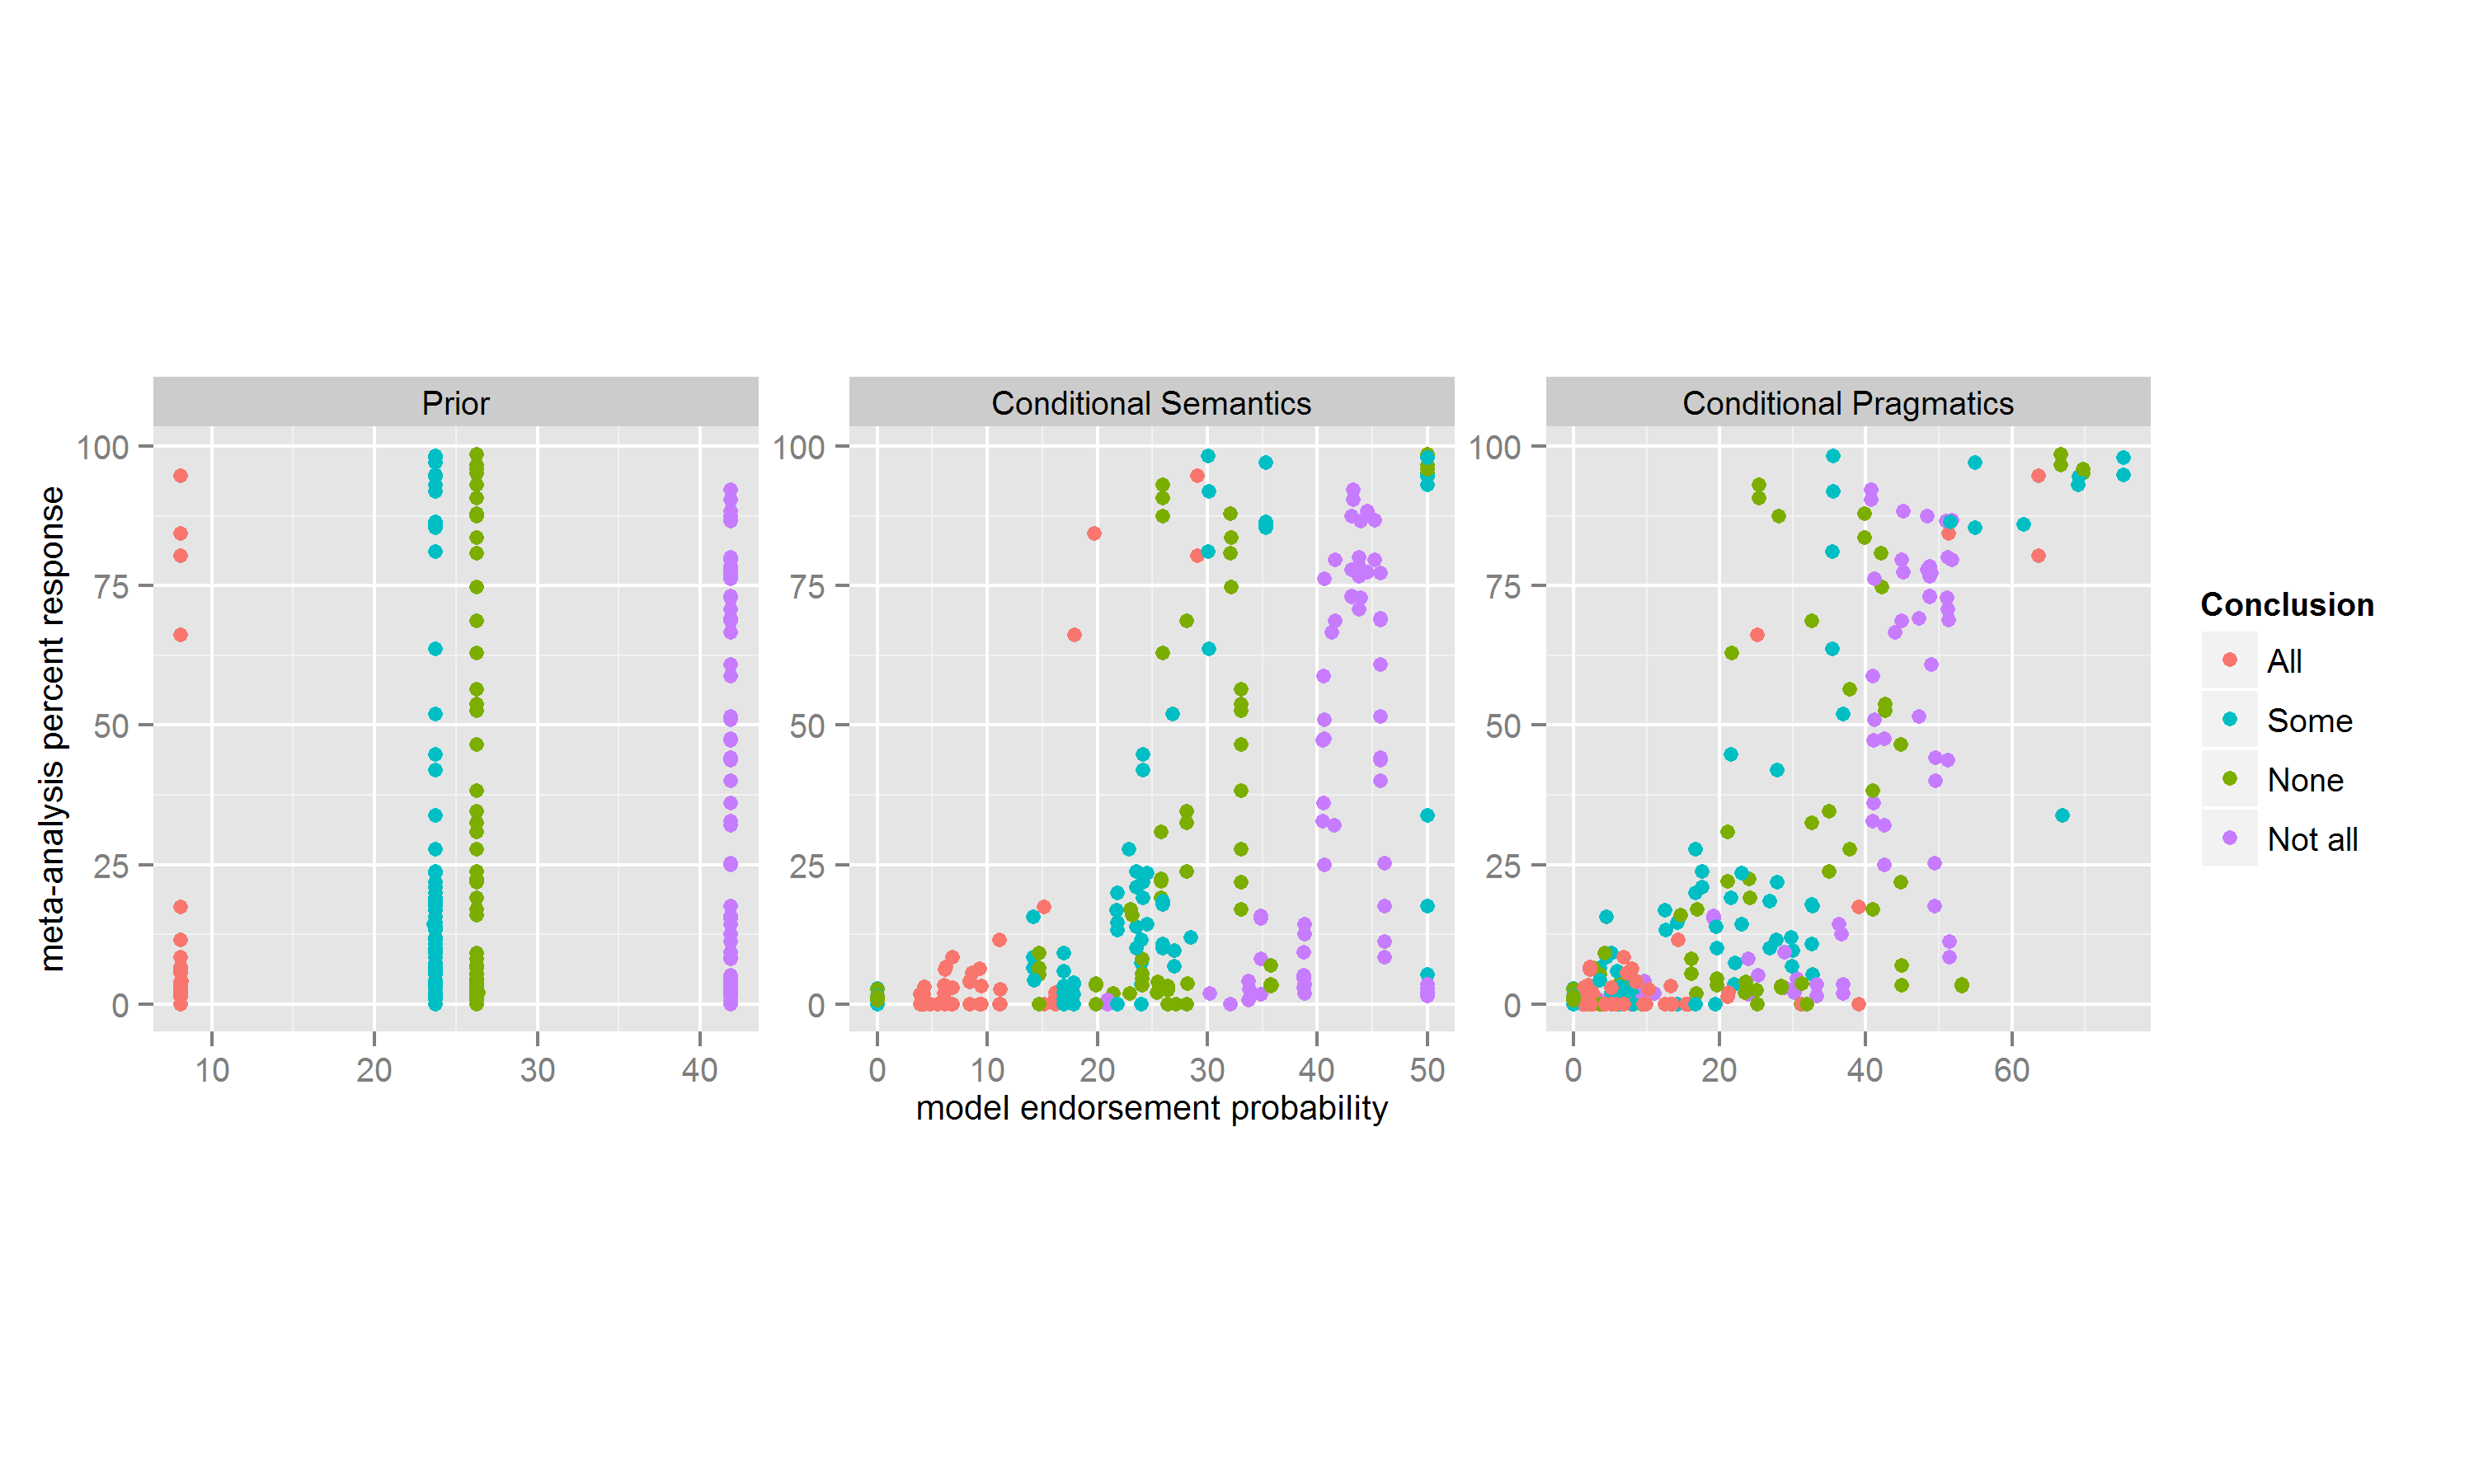 Prior
Conditional Semantics
Conditional Pragmatics
meta-analysis percent response
100
75
50
25
0
10 20 30 40
100
75
50
25
0
0 10 20 30 40 50
100
75
50
25
0
0 20 40 60
model endorsement probability
Conclusion
All
Some
None
Not all